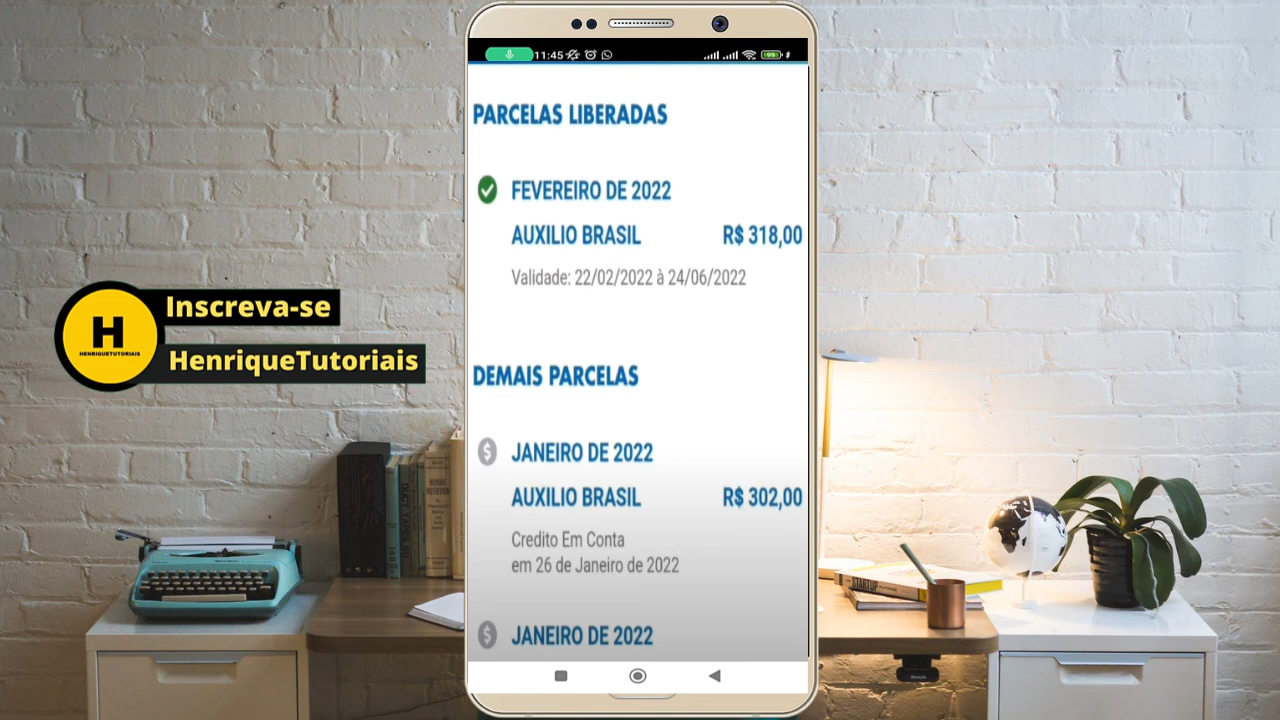 11:45
PARCELAS LIBERADAS
FEVEREIRO DE 2022
AUXILIO BRASIL R$ 318,00
Validade: 22/02/2022 à 24/06/2022
DEMAIS PARCELAS
JANEIRO DE 2022
AUXILIO BRASIL R$ 302,00
Credito Em Conta
em 26 de Janeiro de 2022
JANEIRO DE 2022
Inscreva-se
H
HENRIQUETUTORIAIS
HenriqueTutoriais
STARTUP